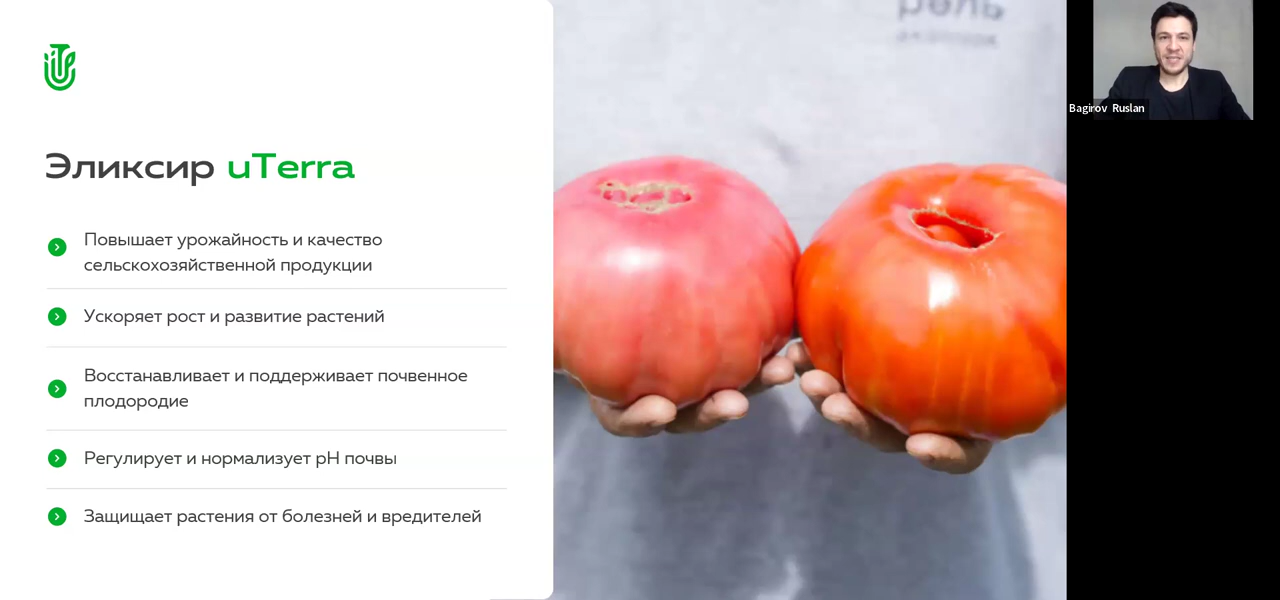 Эликсир uTerra
Повышает урожайность и качество
сельскохозяйственной продукции
Ускоряет рост и развитие растений
Восстанавливает и поддерживает почвенное
плодородие
Регулирует и нормализует pH почвы
Защищает растения от болезней и вредителей
Bagirov Ruslan